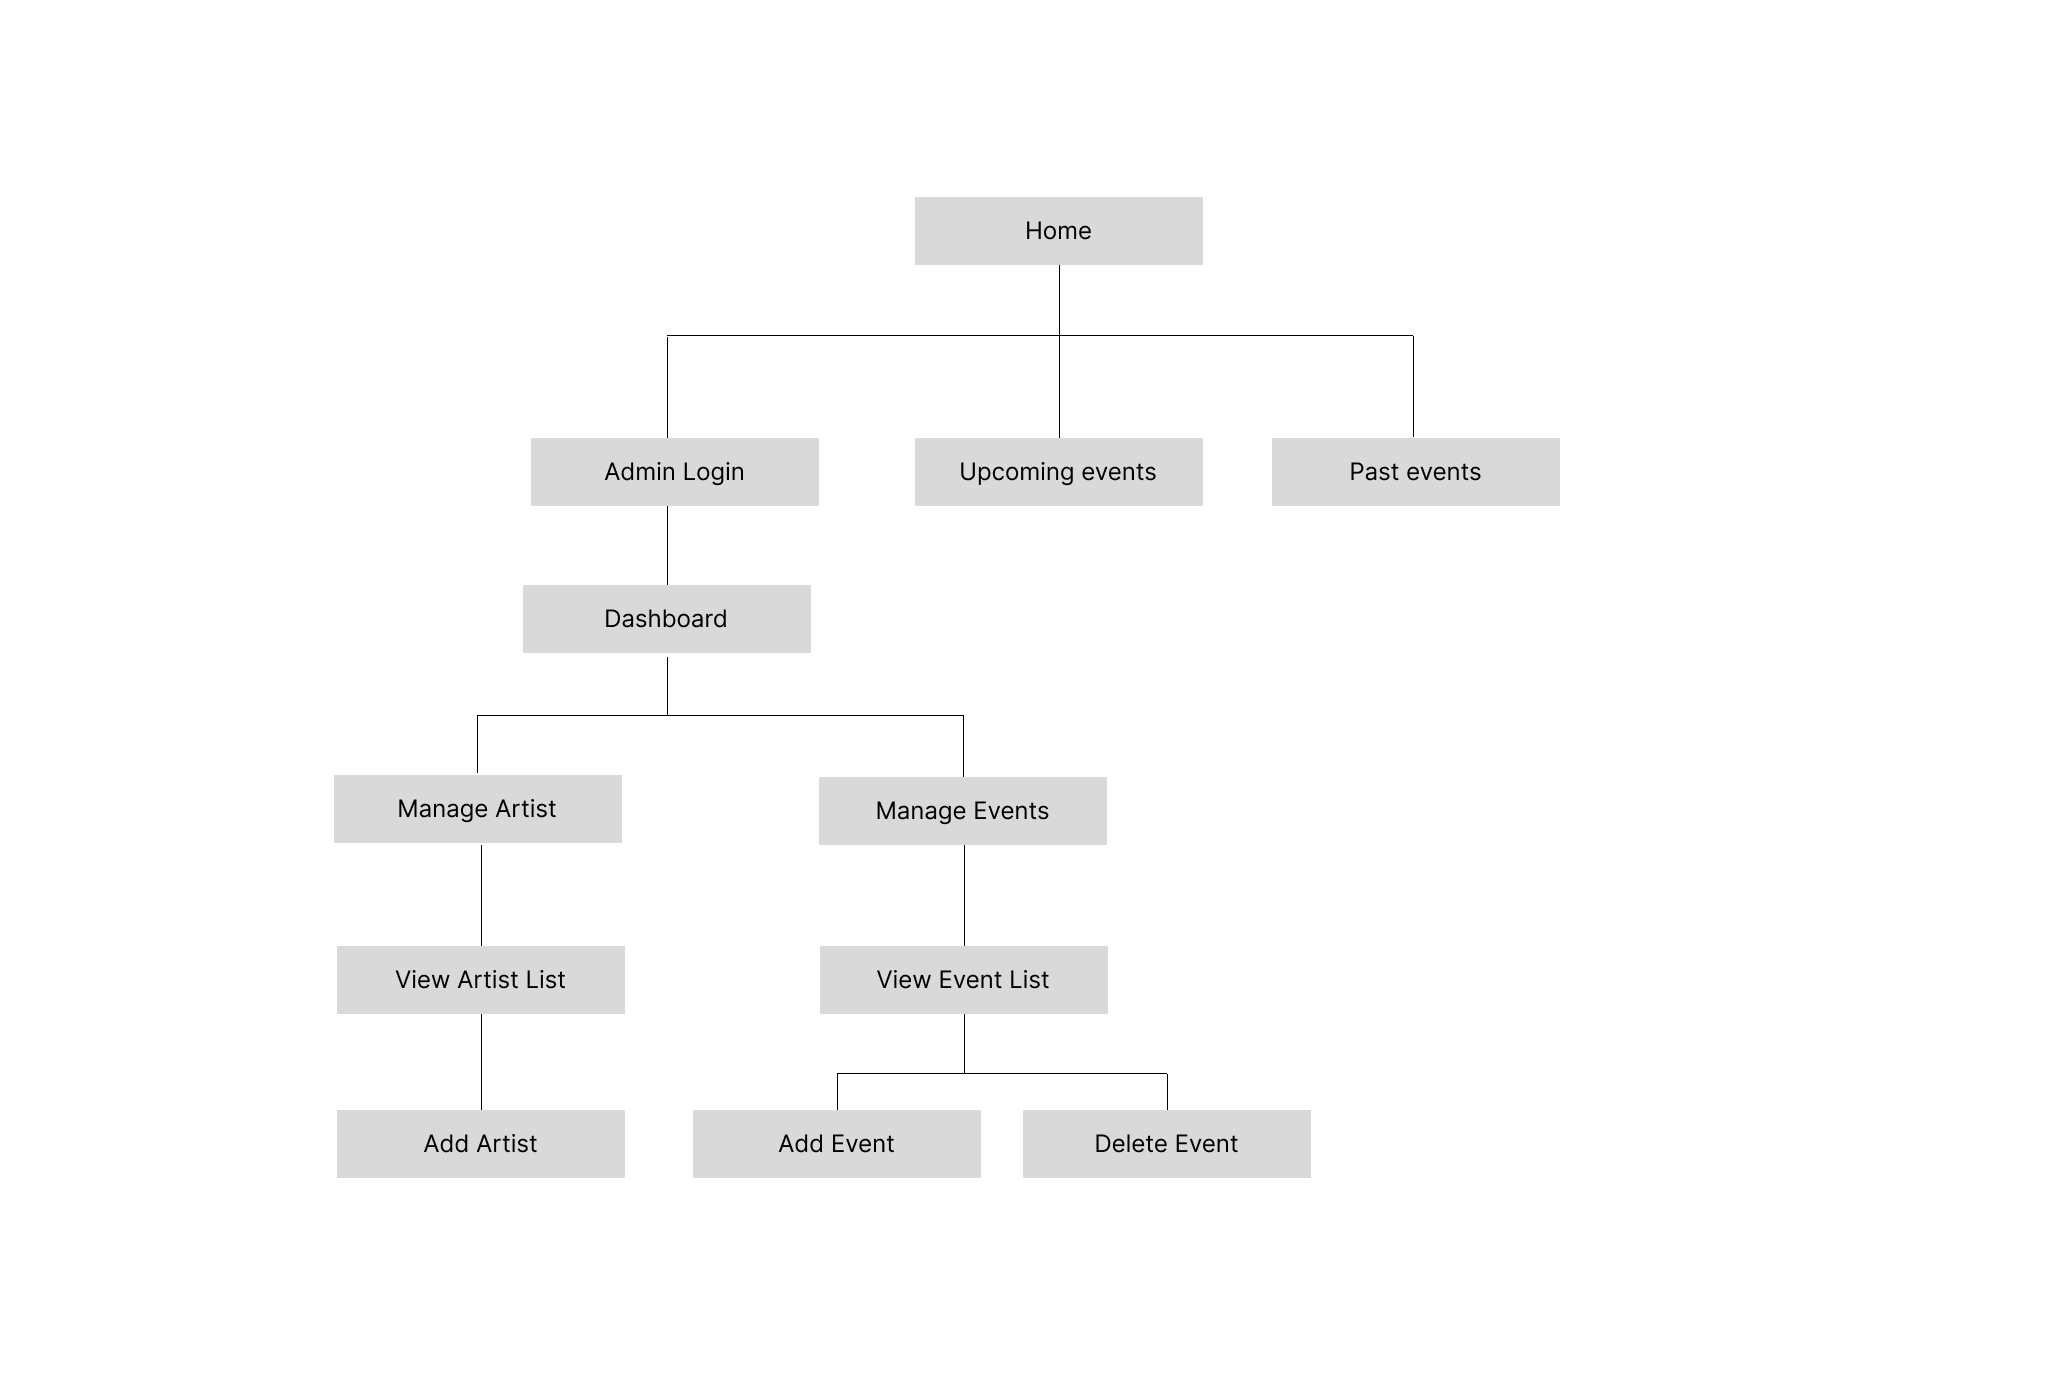 Home
Admin Login
Upcoming events
Past events
Dashboard
Manage Artist
Manage Events
View Artist List
View Event List
Add Artist
Add Event
Delete Event